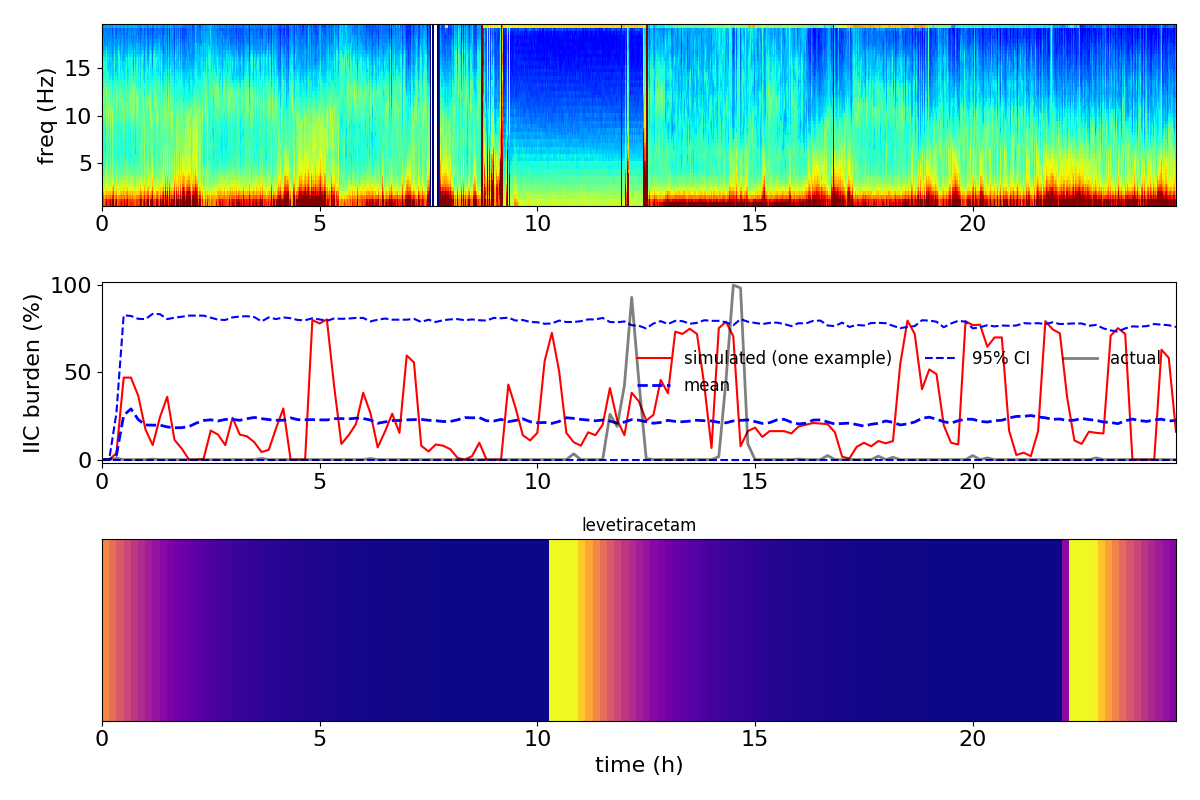 freq (Hz)
15
10
5
0 5 10 15 20
IIC burden (%)
100
50
0
simulated (one example) 95% CI actual
mean
0 5 10 15 20
levetiracetam
0 5 10 15 20
time (h)